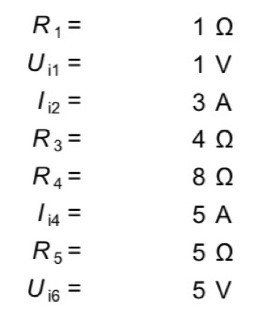 R1 = 1 Ω
Ui1 = 1 V
Ii2 = 3 A
R3 = 4 Ω
R4 = 8 Ω
Ii4 = 5 A
R5 = 5 Ω
Ui6 = 5 V